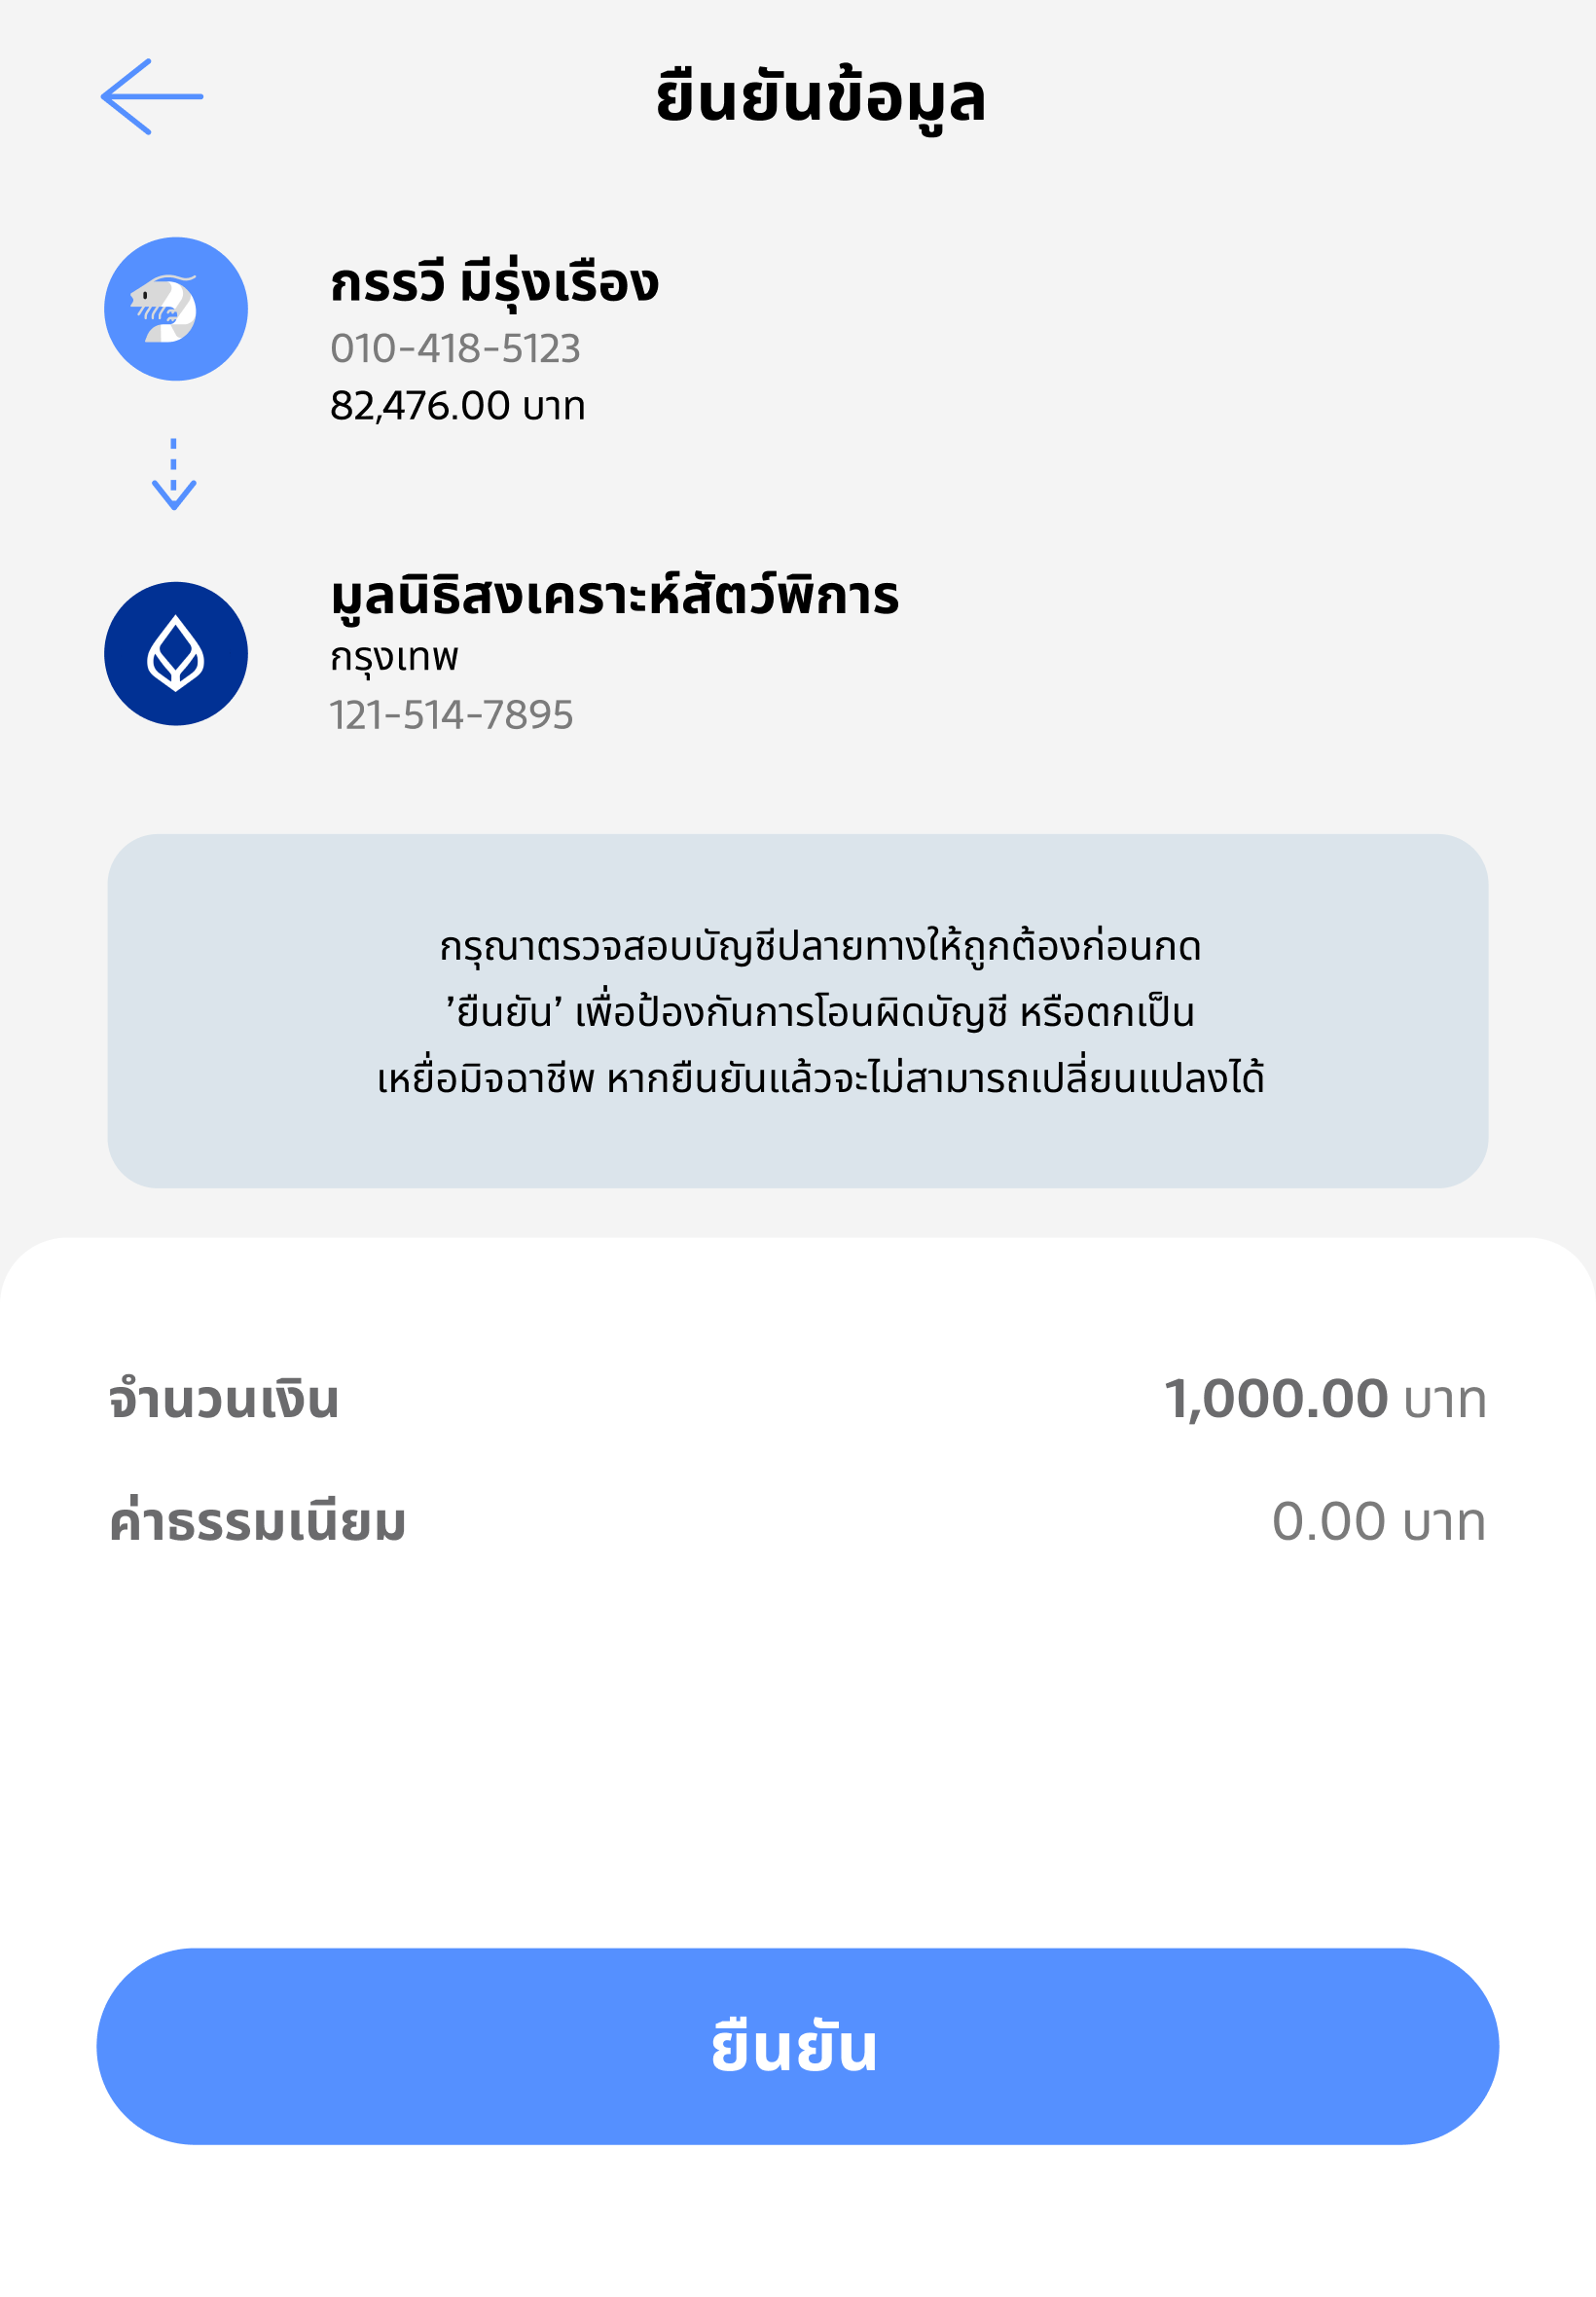 ยืนยันข้อมูล
กรรวี มีรุ่งเรือง
010-418-5123
82,476.00 บาท
มูลนิธิสงเคราะห์สัตว์พิการ
กรุงเทพ
121-514-7895
กรุณาตรวจสอบบัญชีปลายทางให้ถูกต้องก่อนกด
’ยืนยัน’ เพื่อป้องกันการโอนผิดบัญชี หรือตกเป็น
เหยื่อมิจฉาชีพ หากยืนยันแล้วจะไม่สามารถเปลี่ยนแปลงได้
จำนวนเงิน 1,000.00 บาท
ค่าธรรมเนียม 0.00 บาท
ยืนยัน